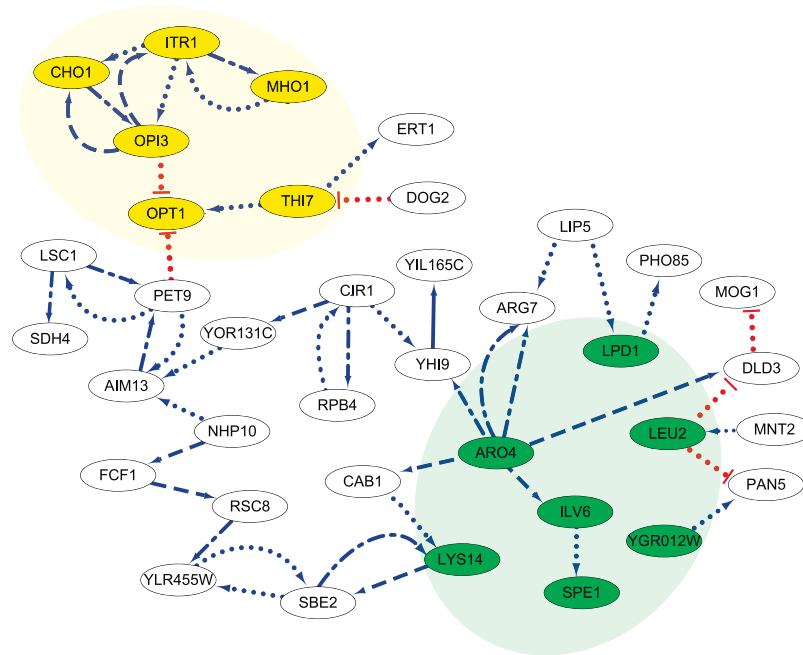 ITR1
CHO1
MHO1
OPI3
ERT1
THI7
DOG2
OPT1
LIP5
LSC1
YIL165C
PHO85
PET9
CIR1
MOG1
ARG7
SDH4
YOR131C
LPD1
YHI9
DLD3
AIM13
RPB4
NHP10
LEU2
MNT2
ARO4
FCF1
CAB1
PAN5
RSC8
ILV6
YGR012W
LYS14
YLR455W
SPE1
SBE2